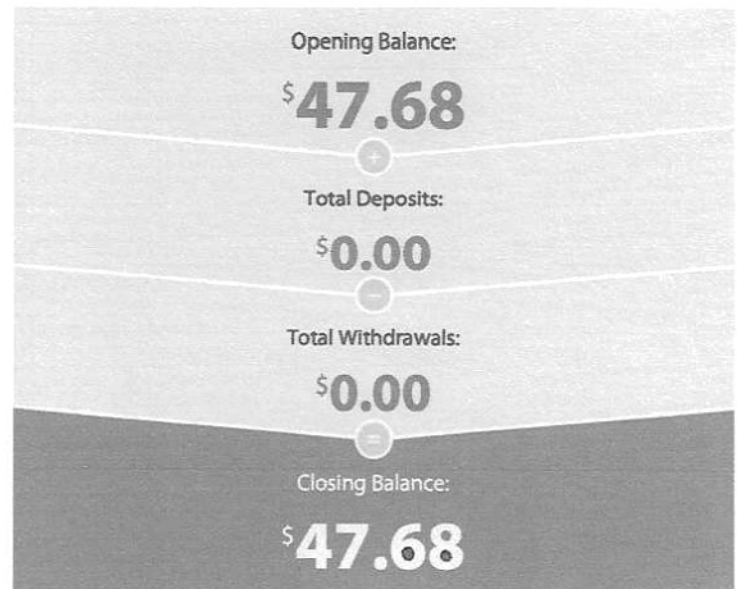 Opening Balance:
$47.68
+
Total Deposits:
$0.00
−
Total Withdrawals:
$0.00
=
Closing Balance:
$47.68